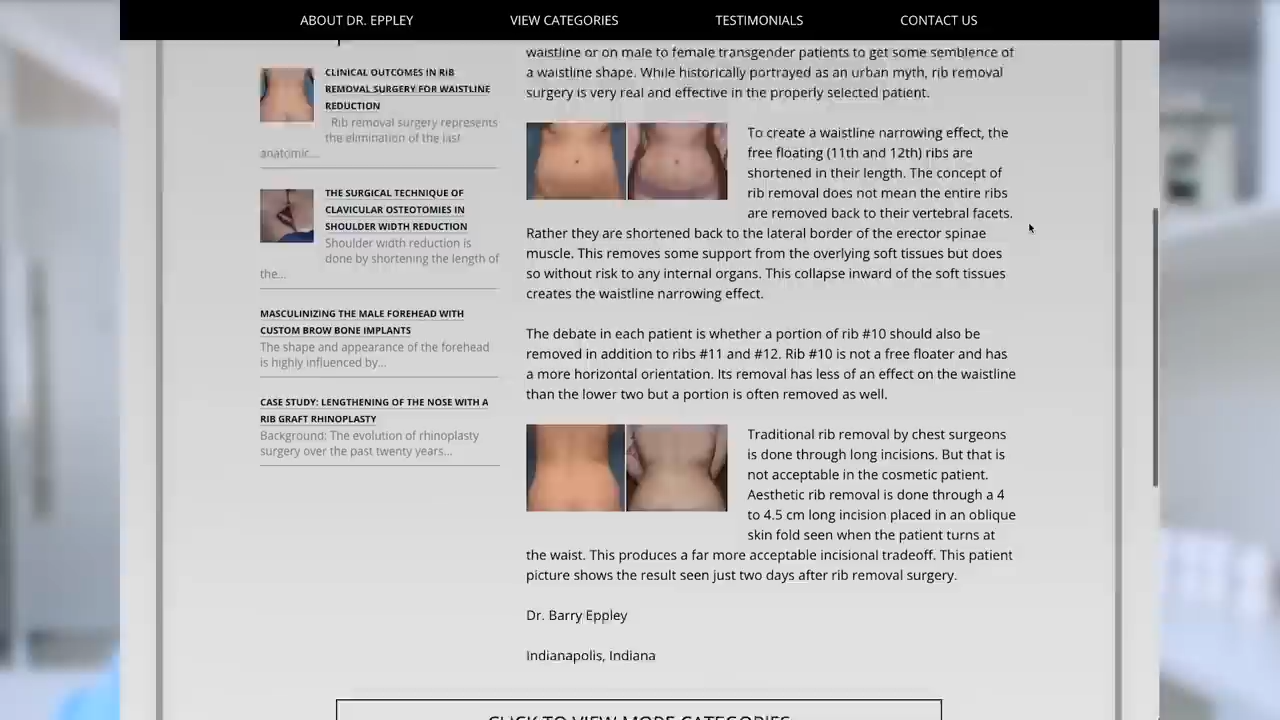 ABOUT DR. EPPLEY
VIEW CATEGORIES
TESTIMONIALS
CONTACT US
CLINICAL OUTCOMES IN RIB
REMOVAL SURGERY FOR WAISTLINE
REDUCTION
Rib removal surgery represents
the elimination of the last
anatomic...
THE SURGICAL TECHNIQUE OF
CLAVICULAR OSTEOTOMIES IN
SHOULDER WIDTH REDUCTION
Shoulder width reduction is
done by shortening the length of
the...
MASCULINIZING THE MALE FOREHEAD WITH
CUSTOM BROW BONE IMPLANTS
The shape and appearance of the forehead
is highly influenced by...
CASE STUDY: LENGTHENING OF THE NOSE WITH A
RIB GRAFT RHINOPLASTY
Background: The evolution of rhinoplasty
surgery over the past twenty years...
waistline or on male to female transgender patients to get some semblence of
a waistline shape. While historically portrayed as an urban myth, rib removal
surgery is very real and effective in the properly selected patient.
To create a waistline narrowing effect, the
free floating (11th and 12th) ribs are
shortened in their length. The concept of
rib removal does not mean the entire ribs
are removed back to their vertebral facets.
Rather they are shortened back to the lateral border of the erector spinae
muscle. This removes some support from the overlying soft tissues but does
so without risk to any internal organs. This collapse inward of the soft tissues
creates the waistline narrowing effect.
The debate in each patient is whether a portion of rib #10 should also be
removed in addition to ribs #11 and #12. Rib #10 is not a free floater and has
a more horizontal orientation. Its removal has less of an effect on the waistline
than the lower two but a portion is often removed as well.
Traditional rib removal by chest surgeons
is done through long incisions. But that is
not acceptable in the cosmetic patient.
Aesthetic rib removal is done through a 4
to 4.5 cm long incision placed in an oblique
skin fold seen when the patient turns at
the waist. This produces a far more acceptable incisional tradeoff. This patient
picture shows the result seen just two days after rib removal surgery.
Dr. Barry Eppley
Indianapolis, Indiana
CLICK TO VIEW MORE CATEGORIES